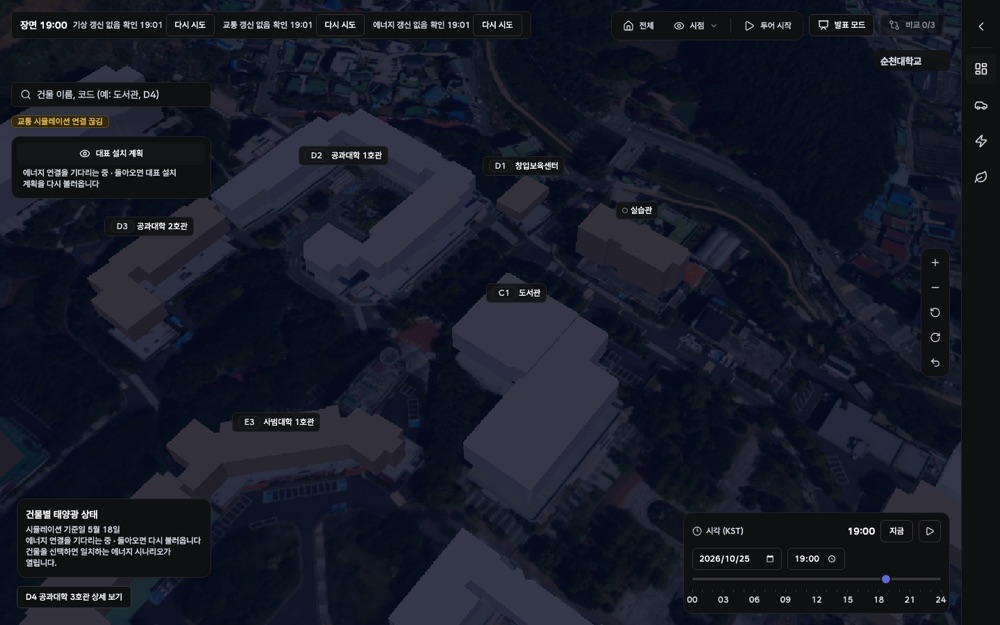 장면 19:00 기상 갱신 없음 확인 19:01 다시 시도 교통 갱신 없음 확인 19:01 다시 시도 에너지 갱신 없음 확인 19:01 다시 시도
전체 시점 투어 시작 발표 모드 비교 0/3
순천대학교
건물 이름, 코드 (예: 도서관, D4)
교통 시뮬레이션 연결 끊김
대표 설치 계획
에너지 연결을 기다리는 중 · 돌아오면 대표 설치
계획을 다시 불러옵니다
D2 공과대학 1호관
D1 창업보육센터
실습관
D3 공과대학 2호관
C1 도서관
E3 사범대학 1호관
건물별 태양광 상태
시뮬레이션 기준일 5월 18일
에너지 연결을 기다리는 중 · 돌아오면 다시 불러옵니다
건물을 선택하면 일치하는 에너지 시나리오가
열립니다.
D4 공과대학 3호관 상세 보기
시각 (KST) 19:00 지금
2026/10/25 19:00
00 03 06 09 12 15 18 21 24